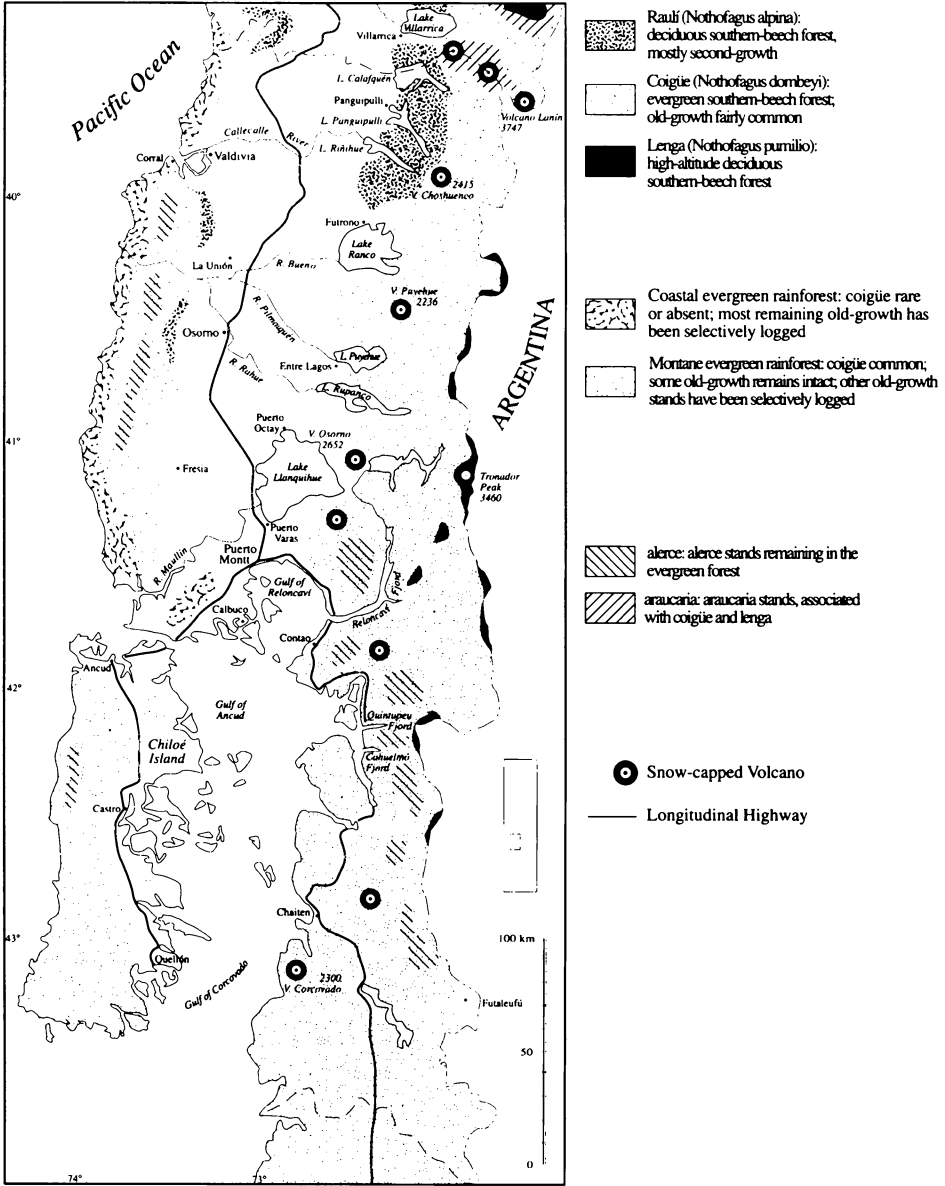 Pacific Ocean
Lake
Villarrica
Villarrica
L. Calafquén
Panguipulli
L. Panguipulli
Volcano Lanín
3747
Callecalle
River
L. Riñihue
Corral
Valdivia
2415
V. Choshuenco
40°
Futrono
Lake
Ranco
La Unión
R. Bueno
V. Puyehue
2236
R. Pilmaiquén
Osorno
L. Puyehue
Entre Lagos
R. Rahue
L. Rupanco
ARGENTINA
Puerto
Octay
V. Osorno
2652
41°
Fresia
Lake
Llanquihue
Tronador
Peak
3460
Puerto
Varas
Puerto
Montt
R. Maullín
Gulf of
Reloncaví
Calbuco
Reloncaví Fjord
Contao
Ancud
42°
Gulf of
Ancud
Quintupeu
Fjord
Chiloé
Island
Cahuelmó
Fjord
Castro
Chaitén
43°
100 km
Quellón
Gulf of Corcovado
2300
V. Corcovado
Futaleufú
50
0
74°
73°
Raulí (Nothofagus alpina):
deciduous southern-beech forest,
mostly second-growth
Coigüe (Nothofagus dombeyi):
evergreen southern-beech forest;
old-growth fairly common
Lenga (Nothofagus pumilio):
high-altitude deciduous
southern-beech forest
Coastal evergreen rainforest: coigüe rare
or absent; most remaining old-growth has
been selectively logged
Montane evergreen rainforest: coigüe common;
some old-growth remains intact; other old-growth
stands have been selectively logged
alerce: alerce stands remaining in the
evergreen forest
araucaria: araucaria stands, associated
with coigüe and lenga
Snow-capped Volcano
Longitudinal Highway